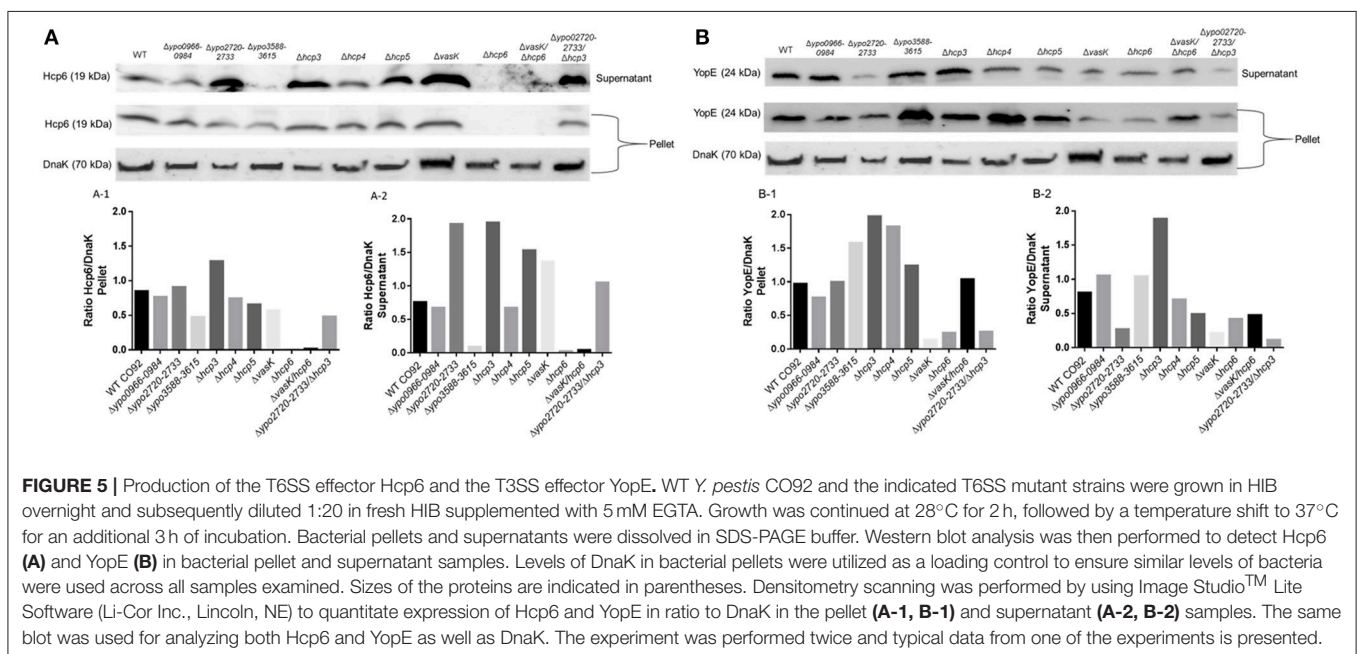 A
WT
Δypo0966-
0984
Δypo2720-
2733
Δypo3588-
3615
Δhcp3
Δhcp4
Δhcp5
ΔvasK
Δhcp6
ΔvasK/
Δhcp6
Δypo02720-
2733/
Δhcp3
Hcp6 (19 kDa)
Supernatant
Hcp6 (19 kDa)
Pellet
DnaK (70 kDa)
A-1
Ratio Hcp6/DnaK
Pellet
2.0
1.5
1.0
0.5
0.0
WT CO92
Δypo0966-0984
Δypo2720-2733
Δypo3588-3615
Δhcp3
Δhcp4
Δhcp5
ΔvasK
Δhcp6
ΔvasK/hcp6
Δypo2720-2733/Δhcp3
A-2
Ratio Hcp6/DnaK
Supernatant
2.0
1.5
1.0
0.5
0.0
WT CO92
Δypo0966-0984
Δypo2720-2733
Δypo3588-3615
Δhcp3
Δhcp4
Δhcp5
ΔvasK
Δhcp6
ΔvasK/hcp6
Δypo2720-2733/Δhcp3
B
WT
Δypo0966-
0984
Δypo2720-
2733
Δypo3588-
3615
Δhcp3
Δhcp4
Δhcp5
ΔvasK
Δhcp6
ΔvasK/
Δhcp6
Δypo02720-
2733/
Δhcp3
YopE (24 kDa)
Supernatant
YopE (24 kDa)
Pellet
DnaK (70 kDa)
B-1
Ratio YopE/DnaK
Pellet
2.0
1.5
1.0
0.5
0.0
WT CO92
Δypo0966-0984
Δypo2720-2733
Δypo3588-3615
Δhcp3
Δhcp4
Δhcp5
ΔvasK
Δhcp6
ΔvasK/hcp6
Δypo2720-2733/Δhcp3
B-2
Ratio YopE/DnaK
Supernatant
2.0
1.5
1.0
0.5
0.0
WT CO92
Δypo0966-0984
Δypo2720-2733
Δypo3588-3615
Δhcp3
Δhcp4
Δhcp5
ΔvasK
Δhcp6
ΔvasK/hcp6
Δypo2720-2733/Δhcp3
FIGURE 5 | Production of the T6SS effector Hcp6 and the T3SS effector YopE. WT Y. pestis CO92 and the indicated T6SS mutant strains were grown in HIB
overnight and subsequently diluted 1:20 in fresh HIB supplemented with 5 mM EGTA. Growth was continued at 28°C for 2 h, followed by a temperature shift to 37°C
for an additional 3 h of incubation. Bacterial pellets and supernatants were dissolved in SDS-PAGE buffer. Western blot analysis was then performed to detect Hcp6
(A) and YopE (B) in bacterial pellet and supernatant samples. Levels of DnaK in bacterial pellets were utilized as a loading control to ensure similar levels of bacteria
were used across all samples examined. Sizes of the proteins are indicated in parentheses. Densitometry scanning was performed by using Image Studio™ Lite
Software (Li-Cor Inc., Lincoln, NE) to quantitate expression of Hcp6 and YopE in ratio to DnaK in the pellet (A-1, B-1) and supernatant (A-2, B-2) samples. The same
blot was used for analyzing both Hcp6 and YopE as well as DnaK. The experiment was performed twice and typical data from one of the experiments is presented.